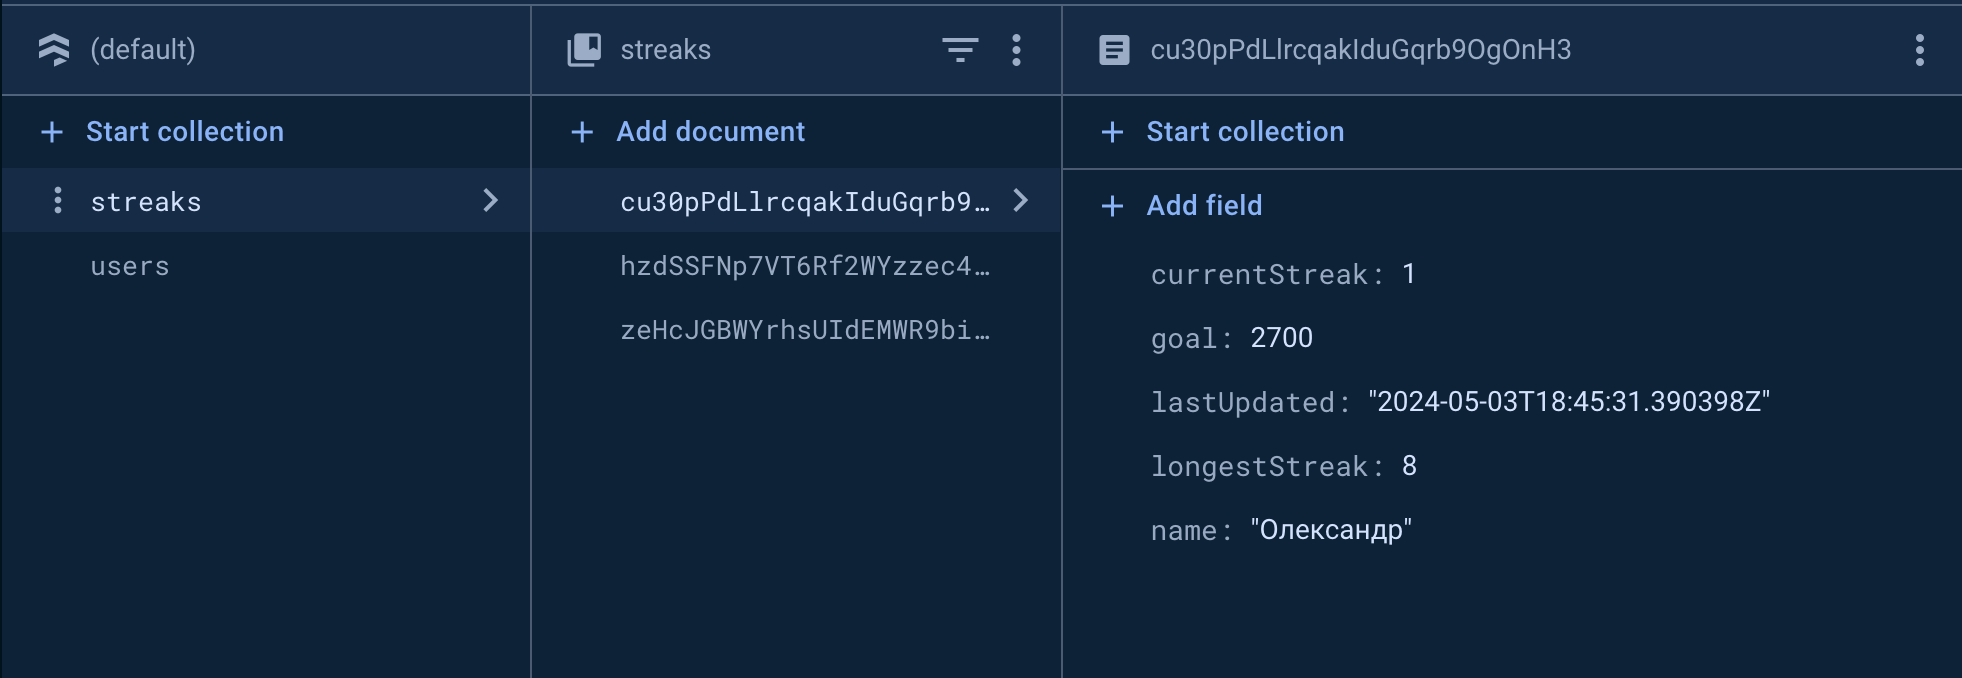 (default)
Start collection
streaks
users
streaks
Add document
cu30pPdLlrcqakIduGqrb9…
hzdSSFNp7VT6Rf2WYzzec4…
zeHcJGBWYrhsUIdEMWR9bi…
cu30pPdLlrcqakIduGqrb9OgOnH3
Start collection
Add field
currentStreak: 1
goal: 2700
lastUpdated: "2024-05-03T18:45:31.390398Z"
longestStreak: 8
name: "Олександр"